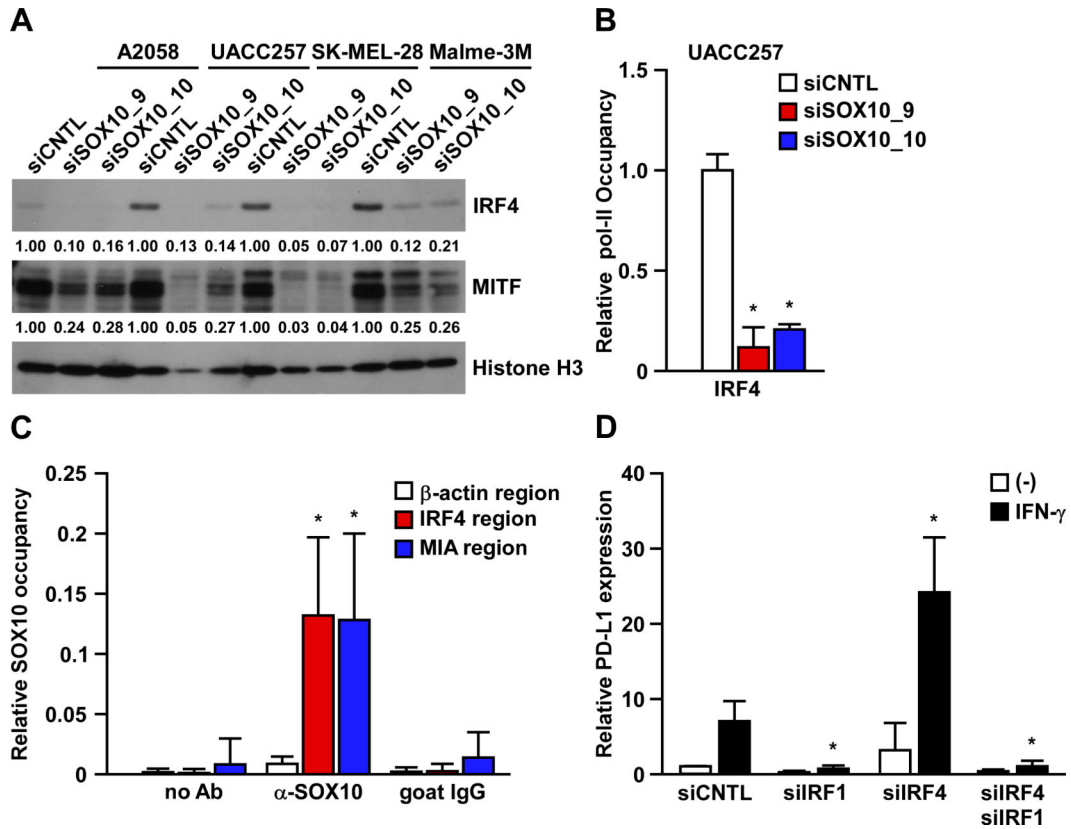 A
A2058 UACC257 SK-MEL-28 Malme-3M
siCNTL siSOX10_9 siSOX10_10 siCNTL siSOX10_9 siSOX10_10 siCNTL siSOX10_9 siSOX10_10 siCNTL siSOX10_9 siSOX10_10
IRF4
1.00 0.10 0.16 1.00 0.13 0.14 1.00 0.05 0.07 1.00 0.12 0.21
MITF
1.00 0.24 0.28 1.00 0.05 0.27 1.00 0.03 0.04 1.00 0.25 0.26
Histone H3
B
UACC257
Relative pol-II Occupancy
1.5
1.0
0.5
0
siCNTL
siSOX10_9
siSOX10_10
* *
IRF4
C
Relative SOX10 occupancy
0.25
0.2
0.15
0.1
0.05
0
β-actin region
IRF4 region
MIA region
* *
no Ab α-SOX10 goat IgG
D
Relative PD-L1 expression
40
30
20
10
0
(-)
IFN-γ
*
*
*
siCNTL siIRF1 siIRF4 siIRF4
siIRF1